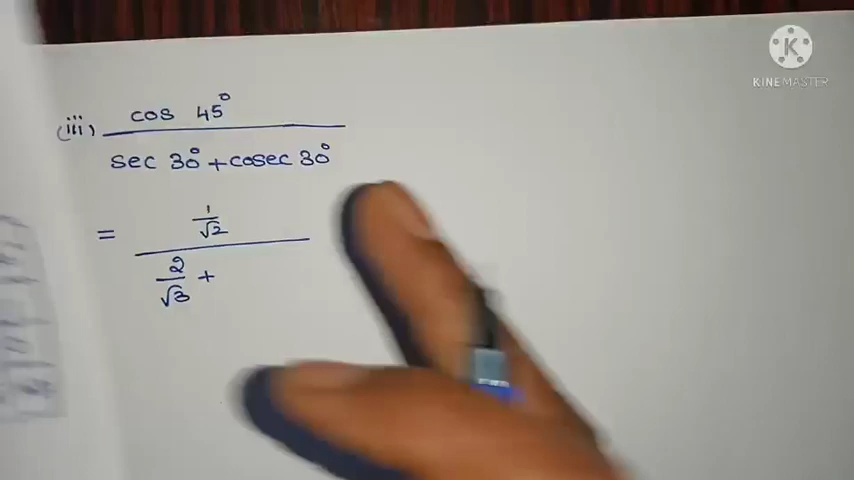 KINEMASTER
(iii) cos 45°
sec 30° + cosec 30°
= 1
√2
2 +
√3